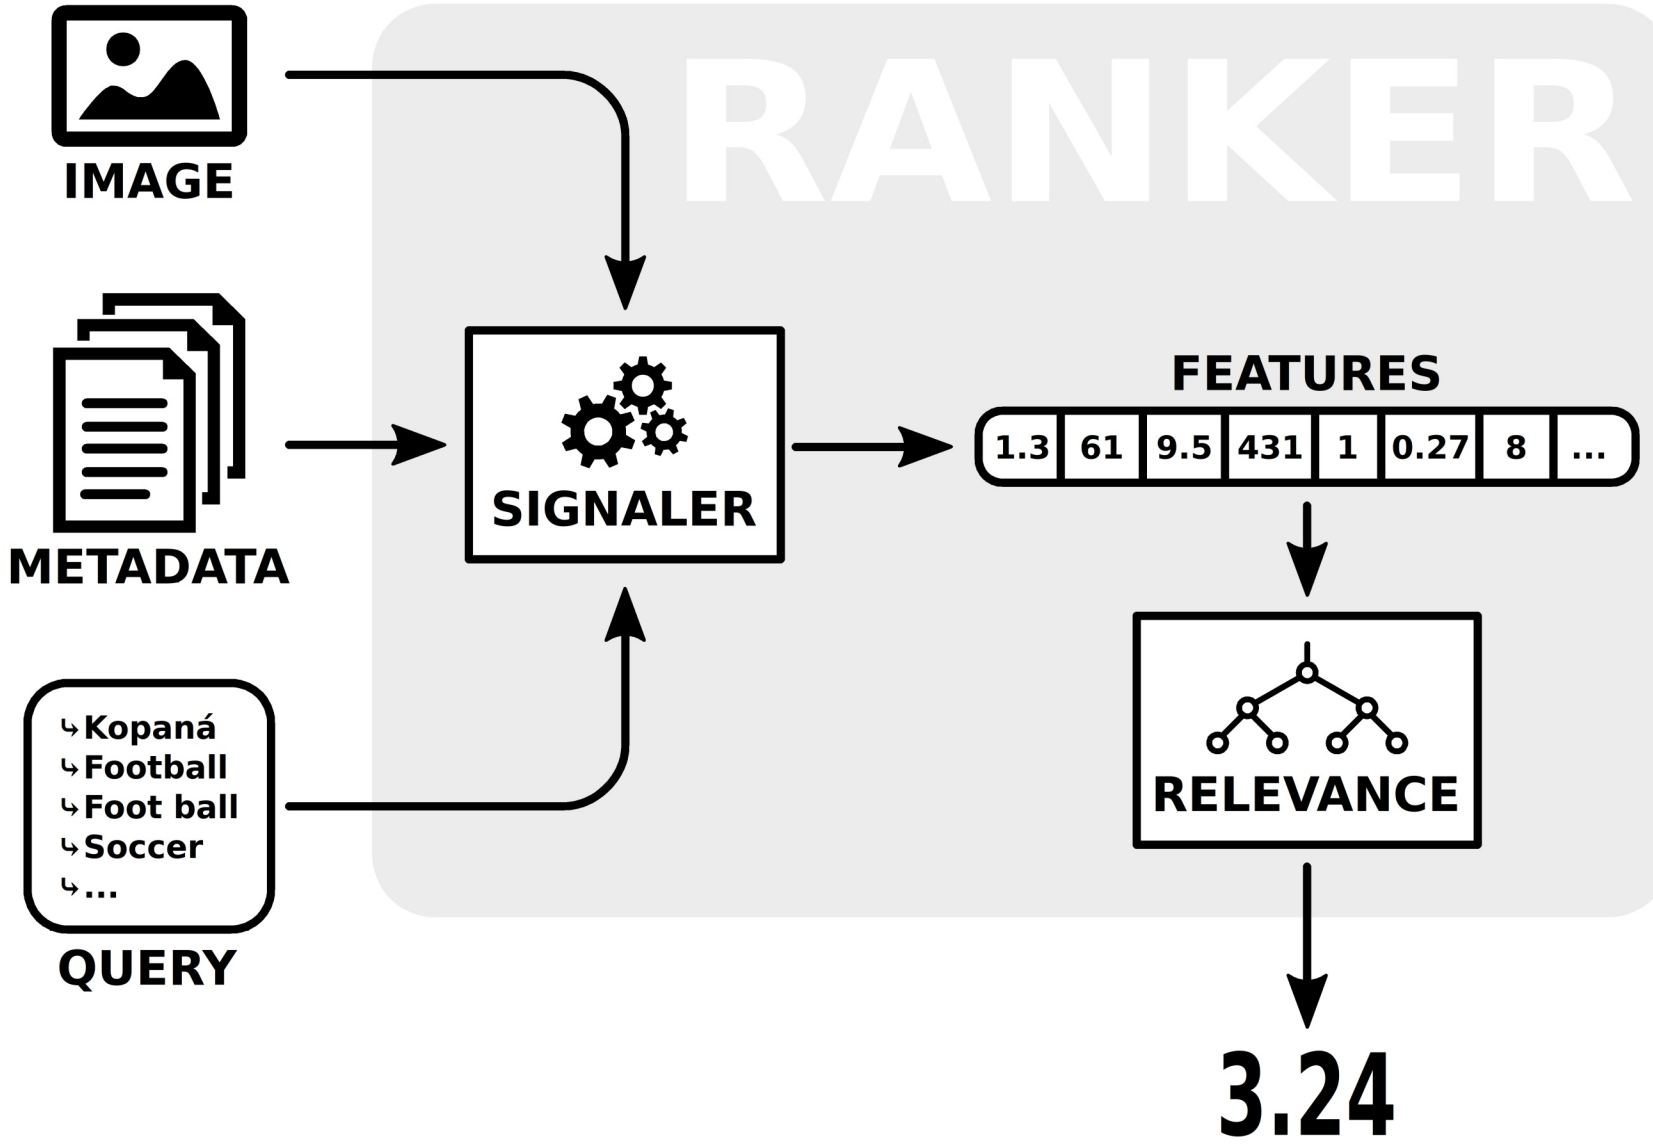 RANKER
IMAGE
METADATA
↳Kopaná
↳Football
↳Foot ball
↳Soccer
↳...
QUERY
SIGNALER
FEATURES
1.3 61 9.5 431 1 0.27 8 ...
RELEVANCE
3.24